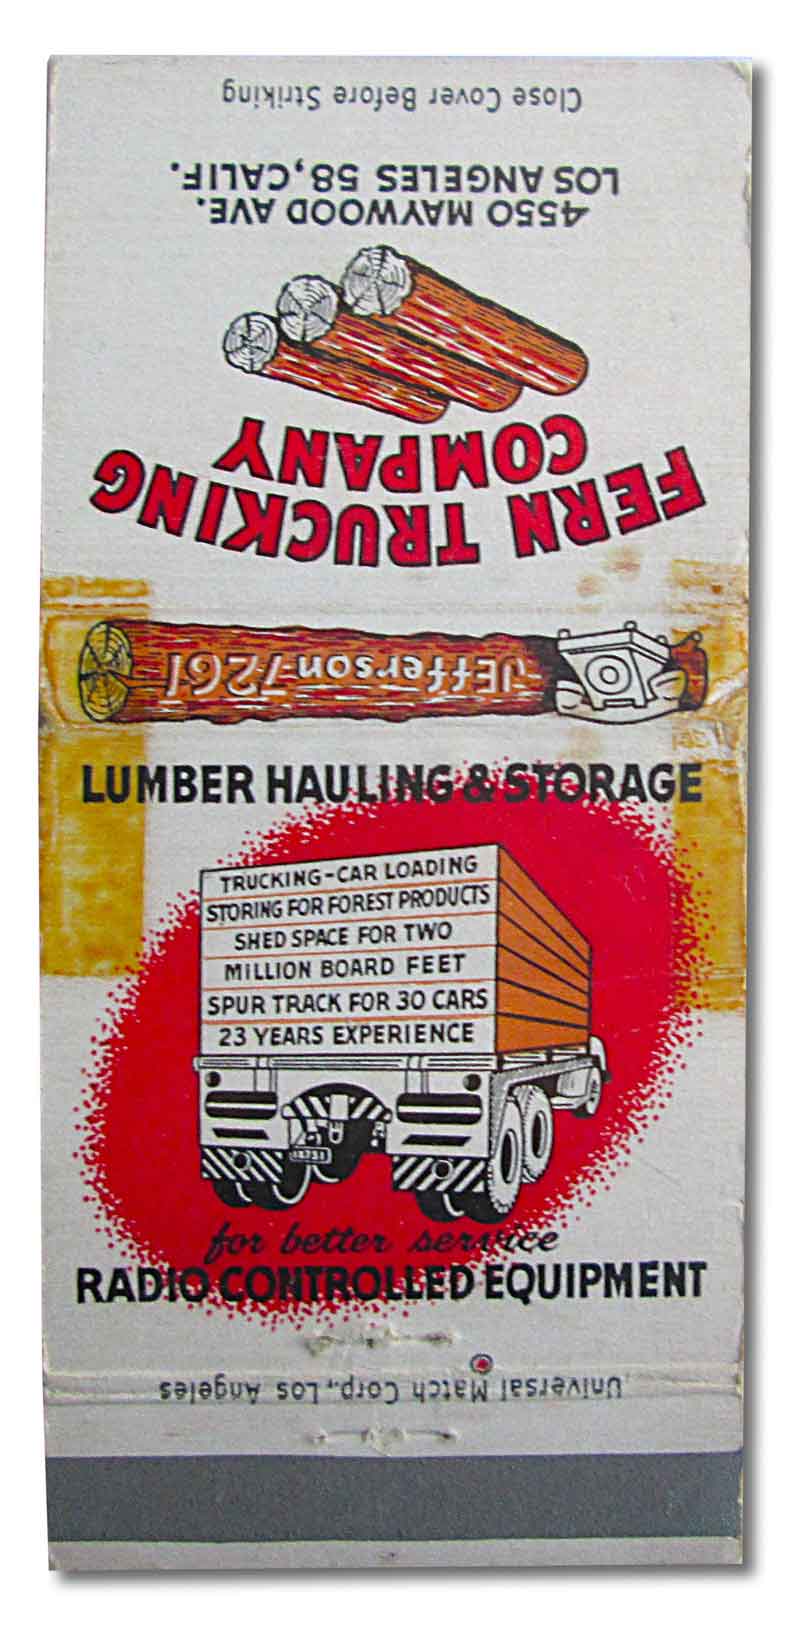 Close Cover Before Striking
4550 MAYWOOD AVE.
LOS ANGELES 58, CALIF.
FERN TRUCKING
COMPANY
JEfferson 7261
LUMBER HAULING & STORAGE
TRUCKING-CAR LOADING
STORING FOR FOREST PRODUCTS
SHED SPACE FOR TWO
MILLION BOARD FEET
SPUR TRACK FOR 30 CARS
23 YEARS EXPERIENCE
for better service
RADIO CONTROLLED EQUIPMENT
Universal Match Corp., Los Angeles